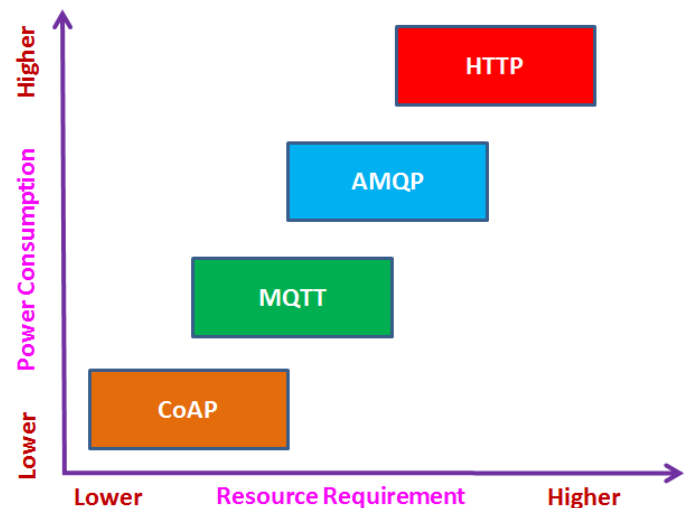 Higher
HTTP
Power Consumption
AMQP
MQTT
CoAP
Lower
Lower Resource Requirement Higher